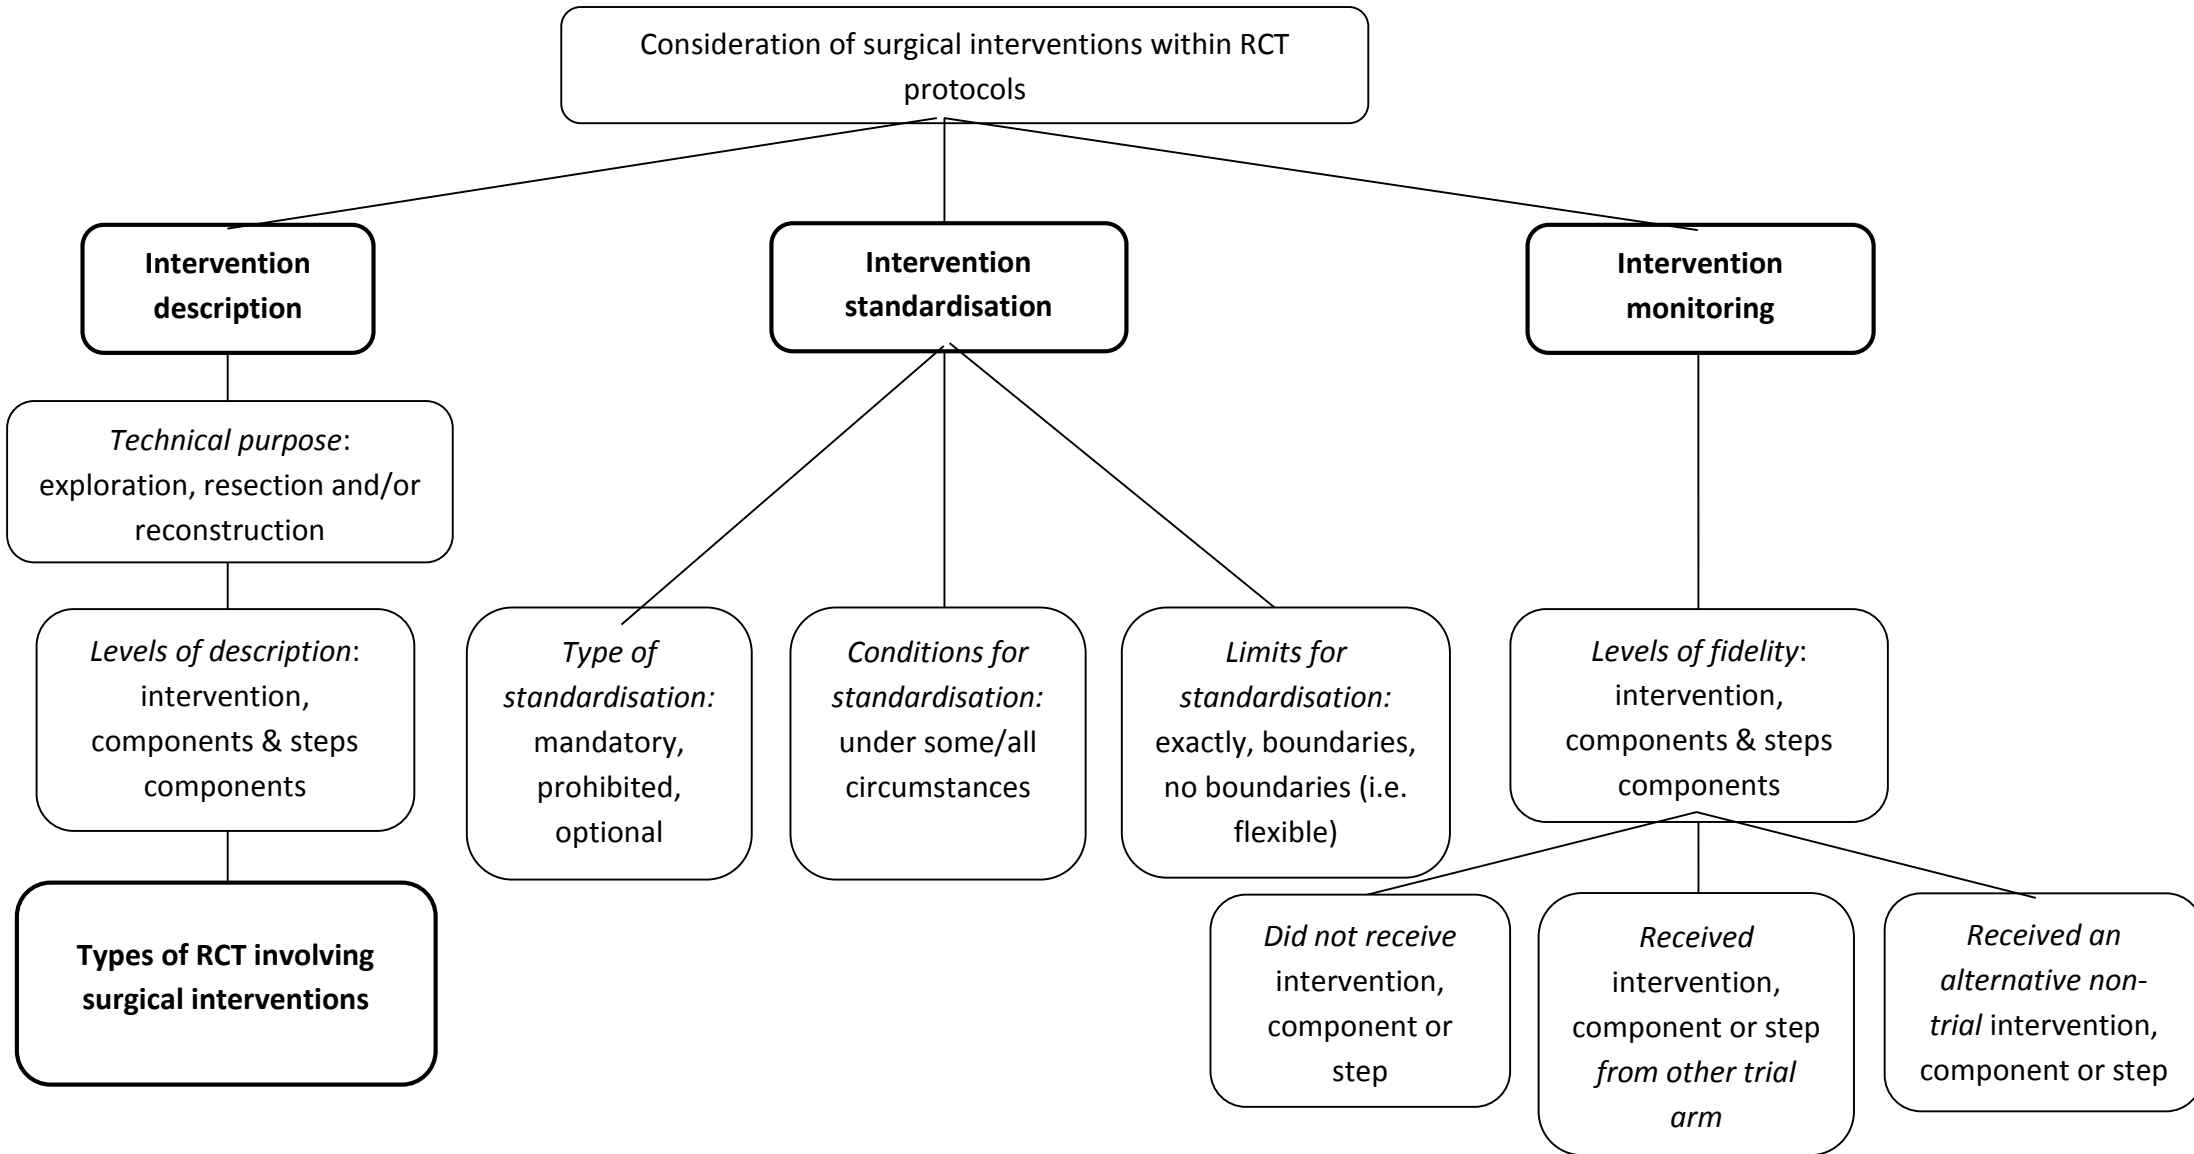 Consideration of surgical interventions within RCT
protocols
Intervention
description
Intervention
standardisation
Intervention
monitoring
Technical purpose:
exploration, resection and/or
reconstruction
Levels of description:
intervention,
components & steps
components
Type of
standardisation:
mandatory,
prohibited,
optional
Conditions for
standardisation:
under some/all
circumstances
Limits for
standardisation:
exactly, boundaries,
no boundaries (i.e.
flexible)
Levels of fidelity:
intervention,
components & steps
components
Types of RCT involving
surgical interventions
Did not receive
intervention,
component or
step
Received
intervention,
component or step
from other trial
arm
Received an
alternative non-
trial intervention,
component or step